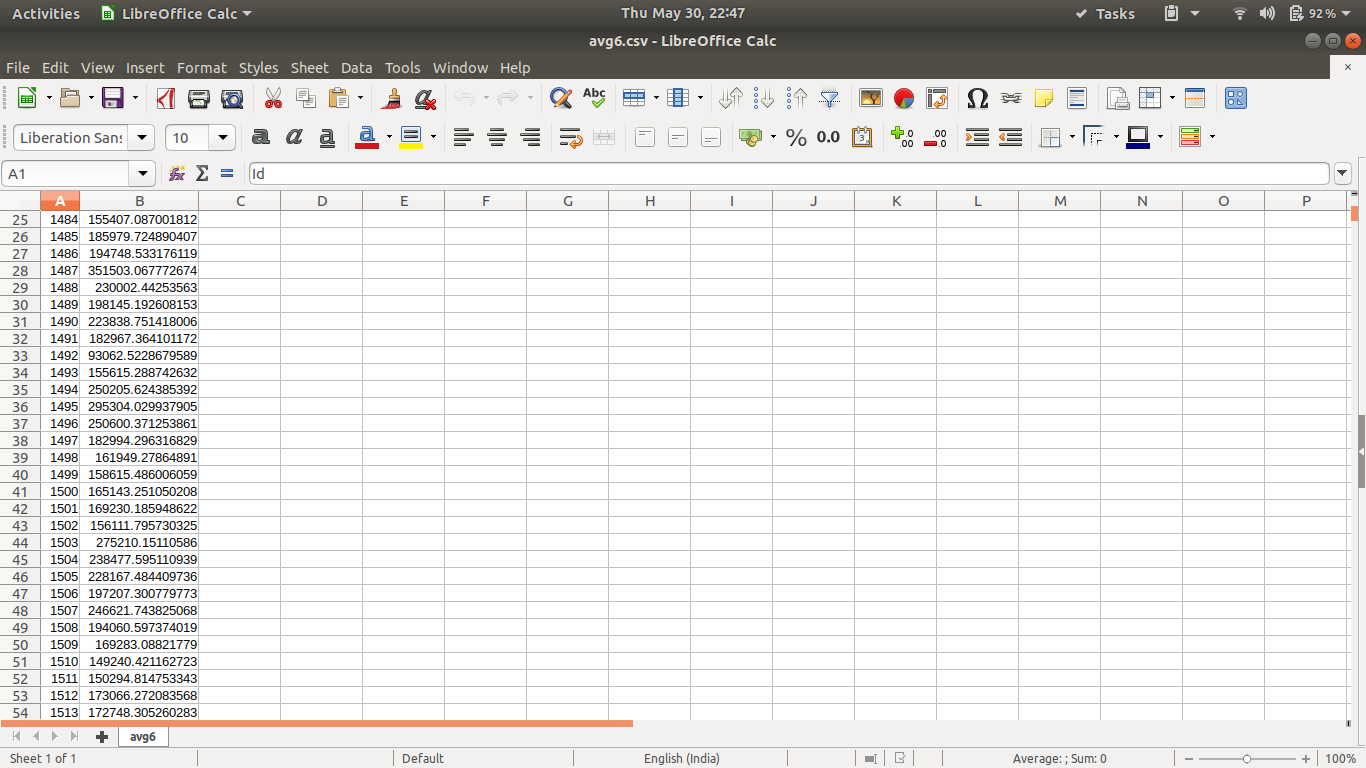 Activities LibreOffice Calc Thu May 30, 22:47 Tasks 92%
avg6.csv - LibreOffice Calc
File Edit View Insert Format Styles Sheet Data Tools Window Help
Abc
Liberation Sans 10 a a a a % 0.0 .0 .00 .00 .0
A1 Id
A B C D E F G H I J K L M N O P
25 1484 155407.087001812
26 1485 185979.724890407
27 1486 194748.533176119
28 1487 351503.067772674
29 1488 230002.44253563
30 1489 198145.192608153
31 1490 223838.751418006
32 1491 182967.364101172
33 1492 93062.5228679589
34 1493 155615.288742632
35 1494 250205.624385392
36 1495 295304.029937905
37 1496 250600.371253861
38 1497 182994.296316829
39 1498 161949.27864891
40 1499 158615.486006059
41 1500 165143.251050208
42 1501 169230.185948622
43 1502 156111.795730325
44 1503 275210.15110586
45 1504 238477.595110939
46 1505 228167.484409736
47 1506 197207.300779773
48 1507 246621.743825068
49 1508 194060.597374019
50 1509 169283.08821779
51 1510 149240.421162723
52 1511 150294.814753343
53 1512 173066.272083568
54 1513 172748.305260283
avg6
Sheet 1 of 1 Default English (India) Average: ; Sum: 0 100%